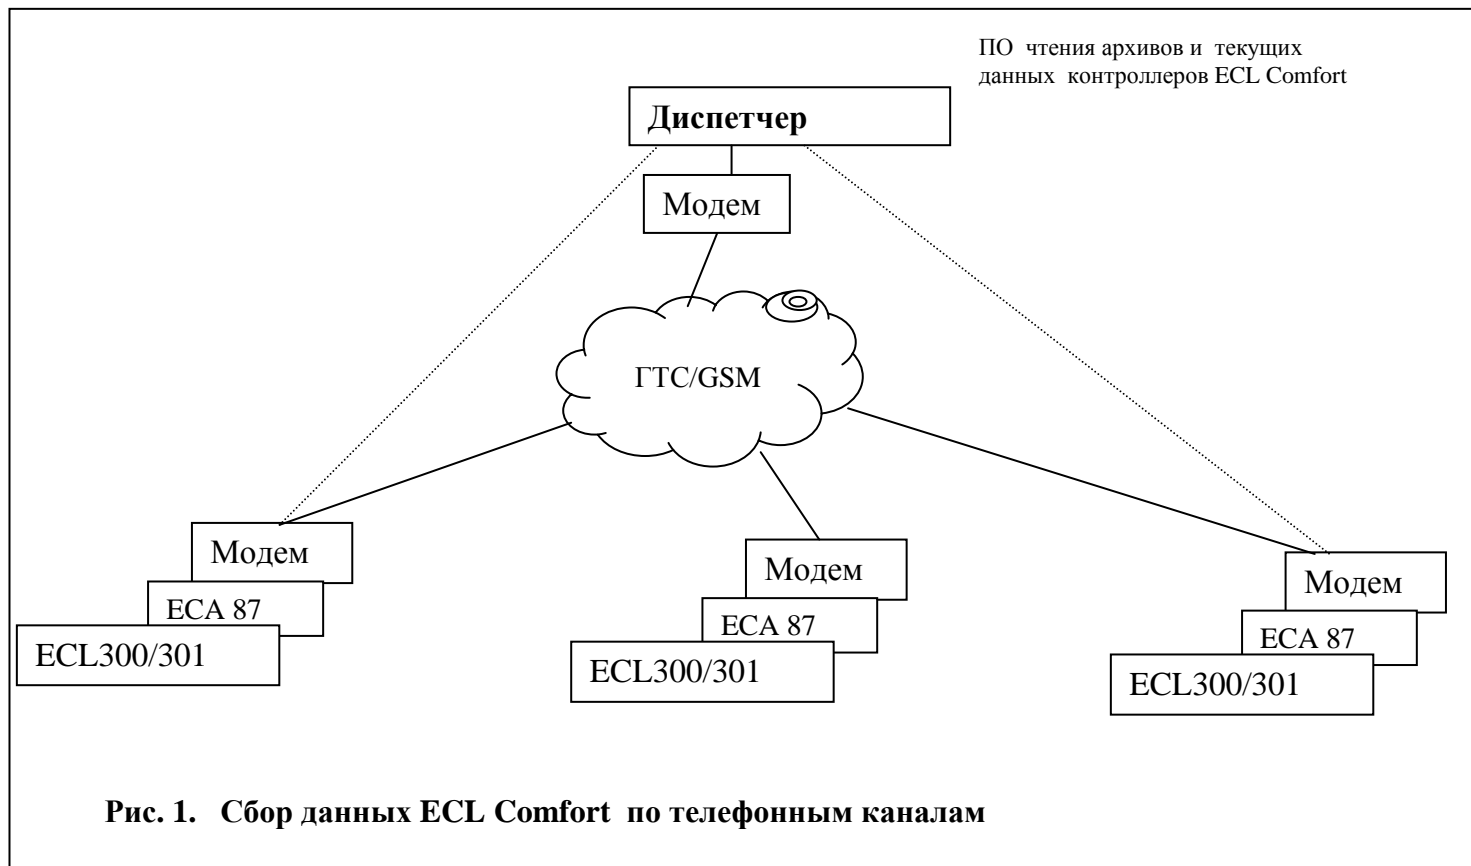 ПО чтения архивов и текущих
данных контроллеров ECL Comfort
Диспетчер
Модем
ГТС/GSM
Модем
ECA 87
ECL300/301
Модем
ECA 87
ECL300/301
Модем
ECA 87
ECL300/301
Рис. 1. Сбор данных ECL Comfort по телефонным каналам